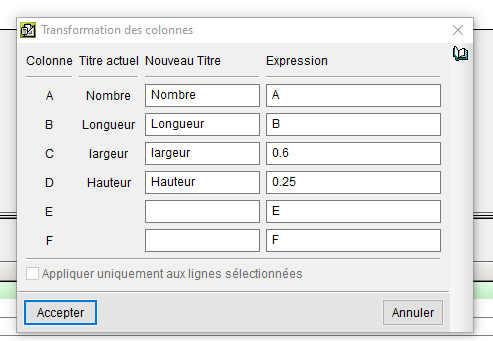 Transformation des colonnes
Colonne Titre actuel Nouveau Titre Expression
A Nombre Nombre A
B Longueur Longueur B
C largeur largeur 0.6
D Hauteur Hauteur 0.25
E E
F F
Appliquer uniquement aux lignes sélectionnées
Accepter Annuler